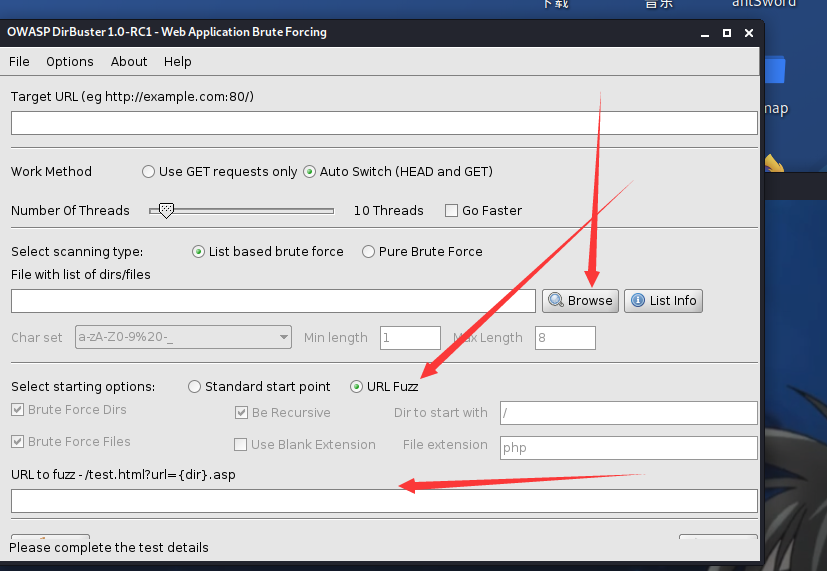 下载 音乐 antSword
OWASP DirBuster 1.0-RC1 - Web Application Brute Forcing
File Options About Help
map
Target URL (eg http://example.com:80/)
Work Method Use GET requests only Auto Switch (HEAD and GET)
Number Of Threads 10 Threads Go Faster
Select scanning type: List based brute force Pure Brute Force
File with list of dirs/files
Browse List Info
Char set a-zA-Z0-9%20-_ Min length 1 Max Length 8
Select starting options: Standard start point URL Fuzz
Brute Force Dirs Be Recursive Dir to start with /
Brute Force Files Use Blank Extension File extension php
URL to fuzz - /test.html?url={dir}.asp
Please complete the test details